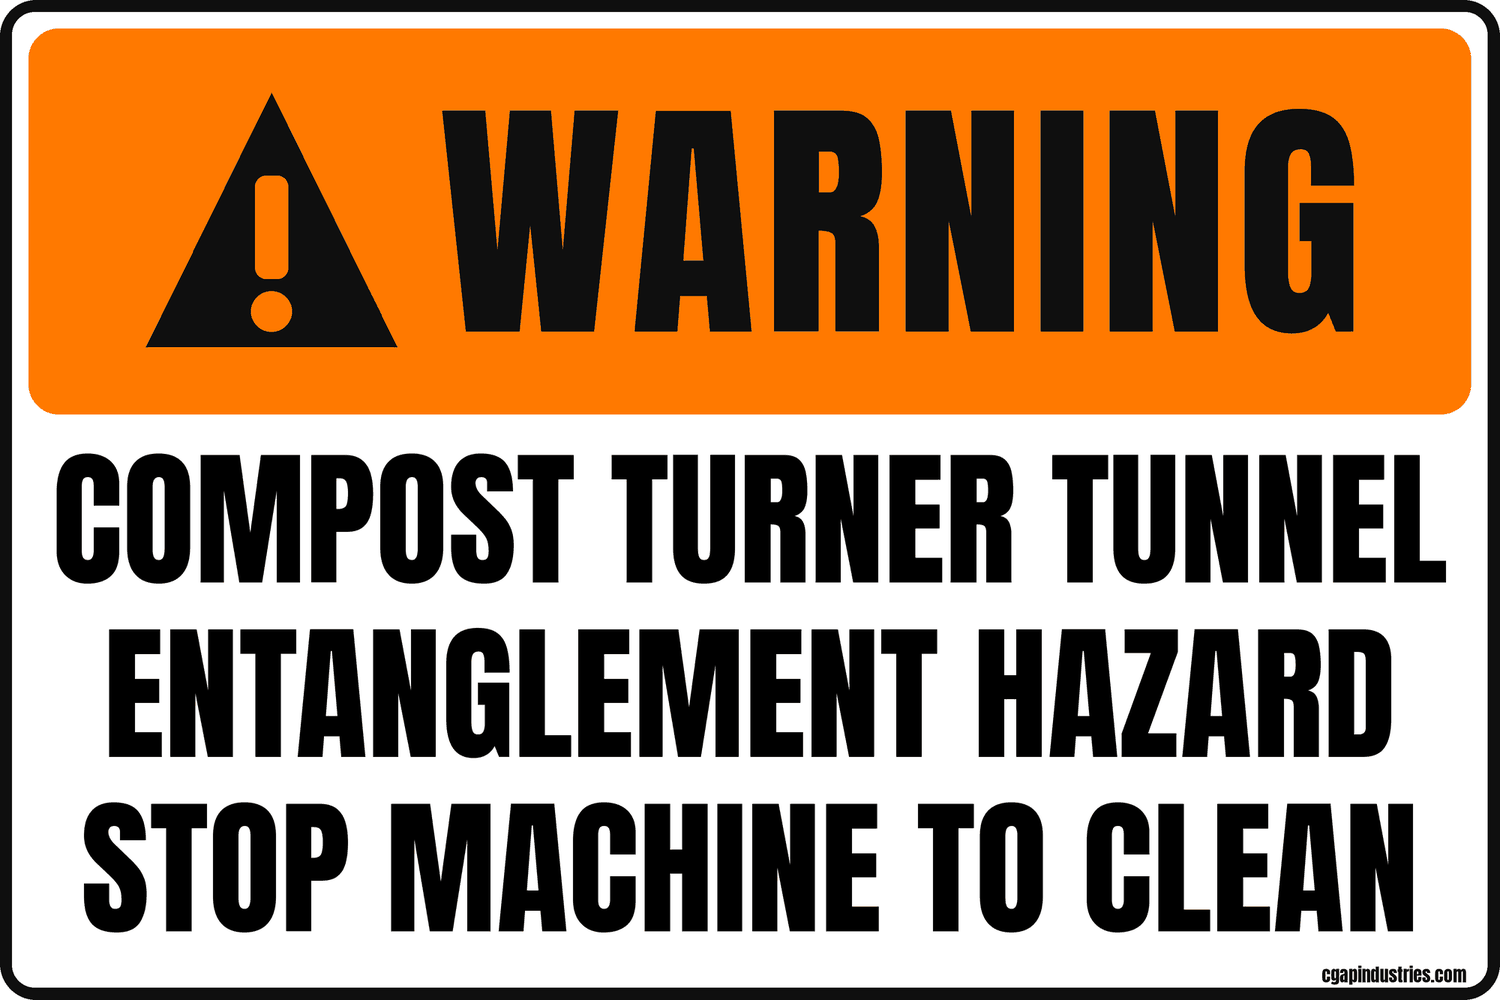 WARNING
COMPOST TURNER TUNNEL
ENTANGLEMENT HAZARD
STOP MACHINE TO CLEAN
cgapindustries.com